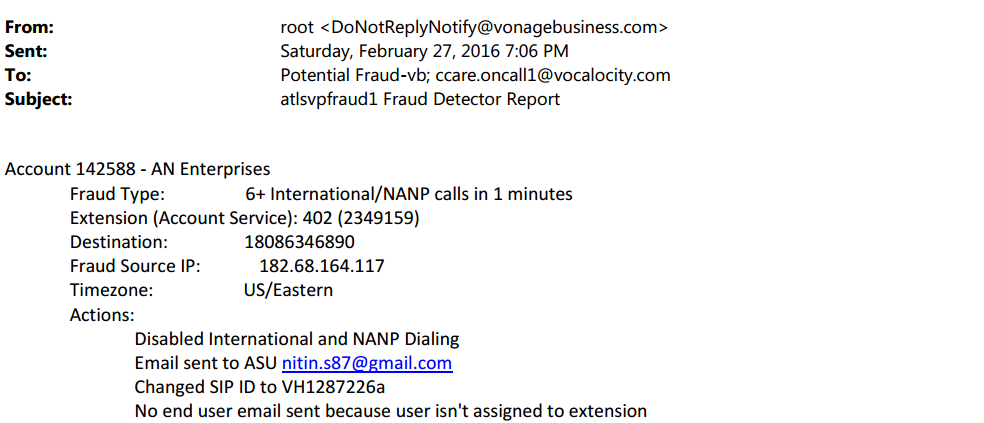 From: root <DoNotReplyNotify@vonagebusiness.com>
Sent: Saturday, February 27, 2016 7:06 PM
To: Potential Fraud-vb; ccare.oncall1@vocalocity.com
Subject: atlsvpfraud1 Fraud Detector Report
Account 142588 - AN Enterprises
Fraud Type: 6+ International/NANP calls in 1 minutes
Extension (Account Service): 402 (2349159)
Destination: 18086346890
Fraud Source IP: 182.68.164.117
Timezone: US/Eastern
Actions:
Disabled International and NANP Dialing
Email sent to ASU nitin.s87@gmail.com
Changed SIP ID to VH1287226a
No end user email sent because user isn't assigned to extension